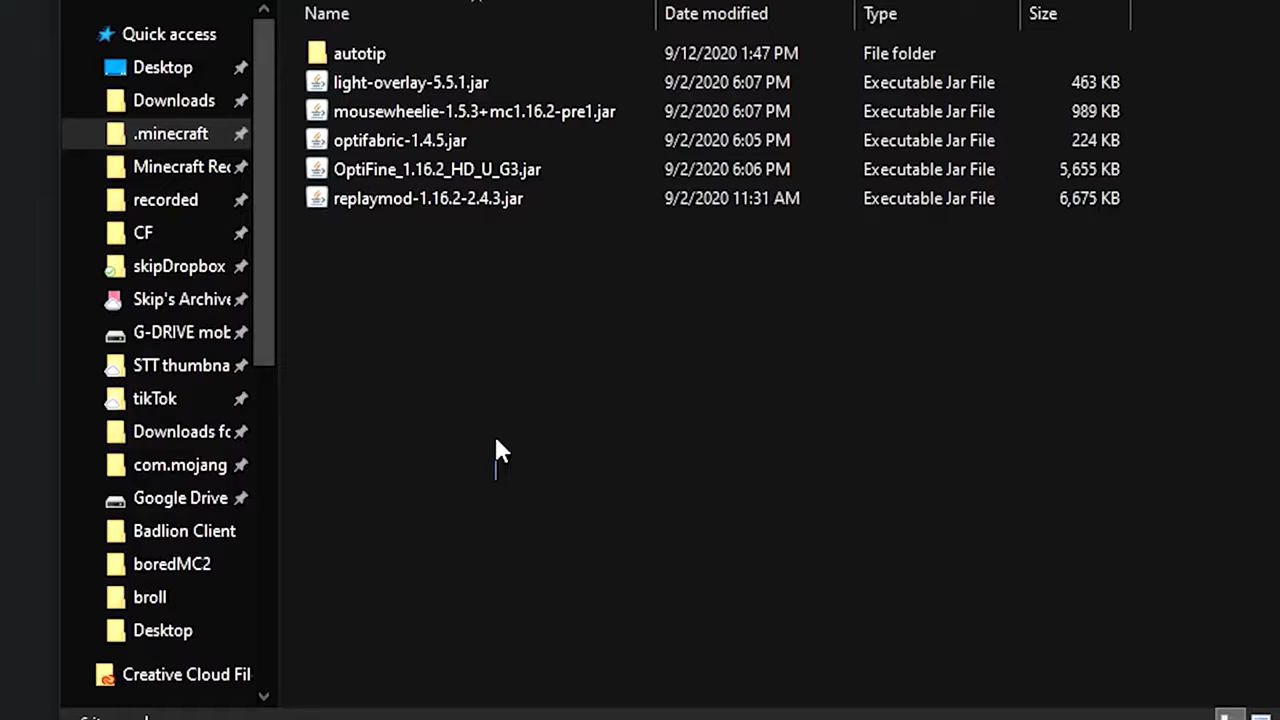 Name Date modified Type Size
Quick access
Desktop
Downloads
.minecraft
Minecraft Rec
recorded
CF
skipDropbox
Skip's Archive
G-DRIVE mob
STT thumbna
tikTok
Downloads fo
com.mojang
Google Drive
Badlion Client
boredMC2
broll
Desktop
Creative Cloud Fil
autotip 9/12/2020 1:47 PM File folder
light-overlay-5.5.1.jar 9/2/2020 6:07 PM Executable Jar File 463 KB
mousewheelie-1.5.3+mc1.16.2-pre1.jar 9/2/2020 6:07 PM Executable Jar File 989 KB
optifabric-1.4.5.jar 9/2/2020 6:05 PM Executable Jar File 224 KB
OptiFine_1.16.2_HD_U_G3.jar 9/2/2020 6:06 PM Executable Jar File 5,655 KB
replaymod-1.16.2-2.4.3.jar 9/2/2020 11:31 AM Executable Jar File 6,675 KB